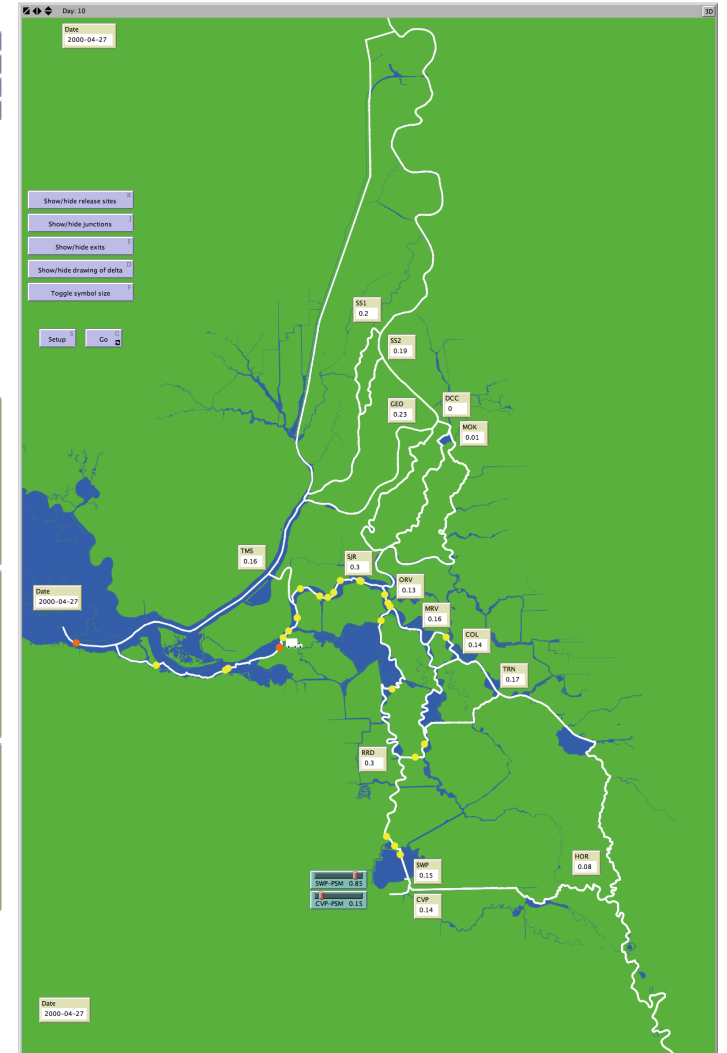 Day: 10
3D
Date
2000-04-27
R
Show/hide release sites
J
Show/hide junctions
E
Show/hide exits
D
Show/hide drawing of delta
F
Toggle symbol size
S
Setup
G
Go
SS1
0.2
SS2
0.19
GEO
0.23
DCC
0
MOK
0.01
TMS
0.16
SJR
0.3
ORV
0.13
Date
2000-04-27
MRV
0.16
COL
0.14
TRN
0.17
RRD
0.3
HOR
0.08
SWP
0.15
SWP-PSM 0.85
CVP-PSM 0.15
CVP
0.14
Date
2000-04-27